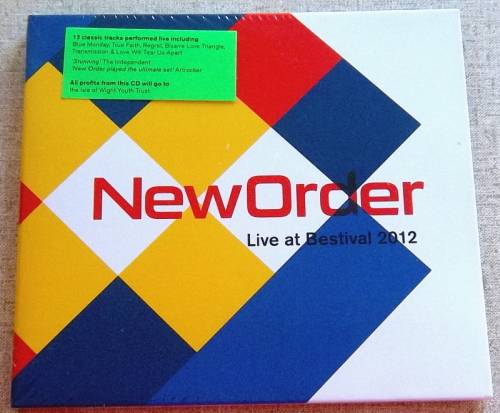 13 classic tracks performed live including
Blue Monday, True Faith, Regret, Bizarre Love Triangle,
Transmission & Love Will Tear Us Apart
'Stunning' The Independent
'New Order played the ultimate set' Artrocker
All profits from this CD will go to
the Isle of Wight Youth Trust
NewOrder
Live at Bestival 2012